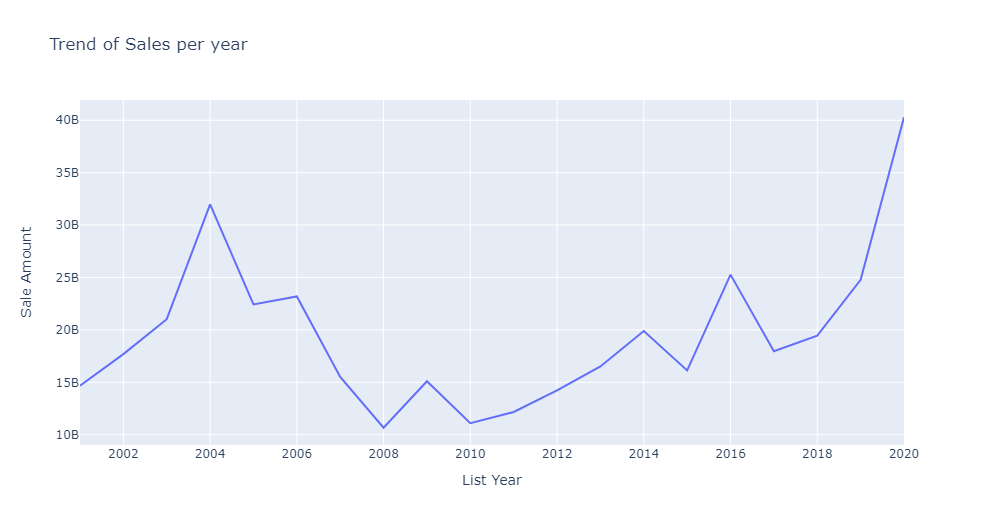 Trend of Sales per year
40B
35B
30B
25B
20B
15B
10B
Sale Amount
2002 2004 2006 2008 2010 2012 2014 2016 2018 2020
List Year